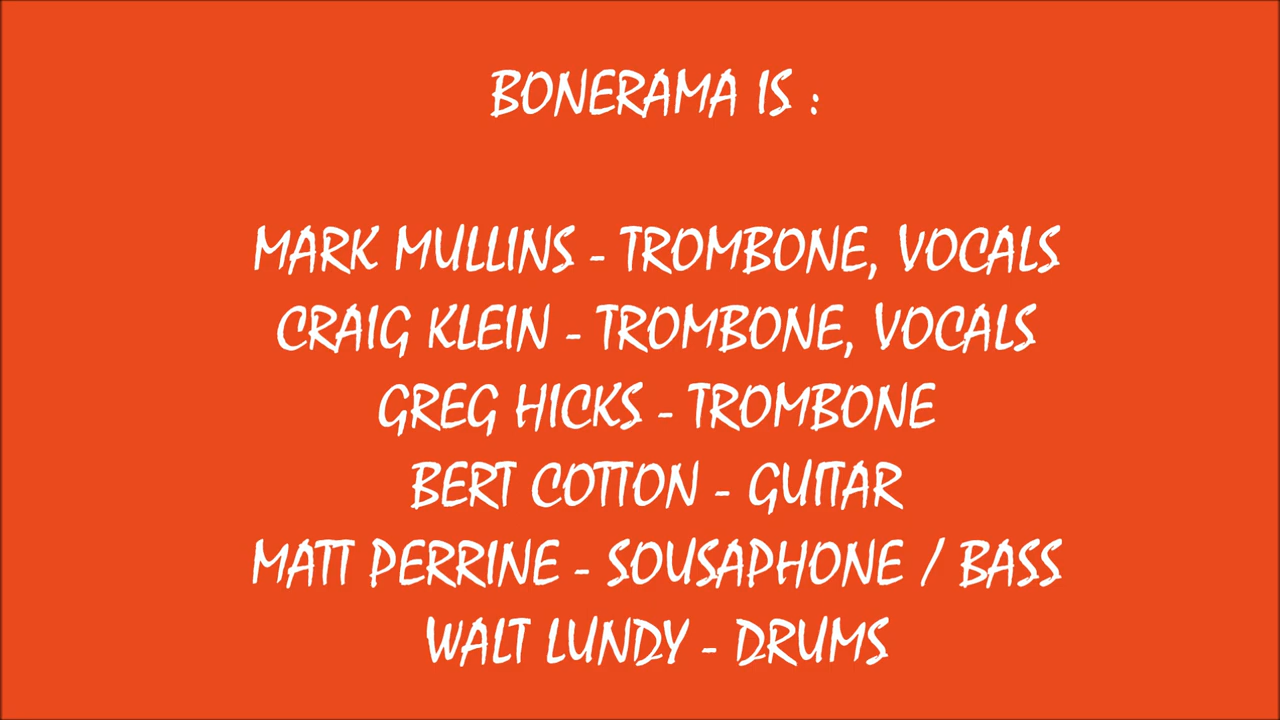 BONERAMA IS :
MARK MULLINS - TROMBONE, VOCALS
CRAIG KLEIN - TROMBONE, VOCALS
GREG HICKS - TROMBONE
BERT COTTON - GUITAR
MATT PERRINE - SOUSAPHONE / BASS
WALT LUNDY - DRUMS